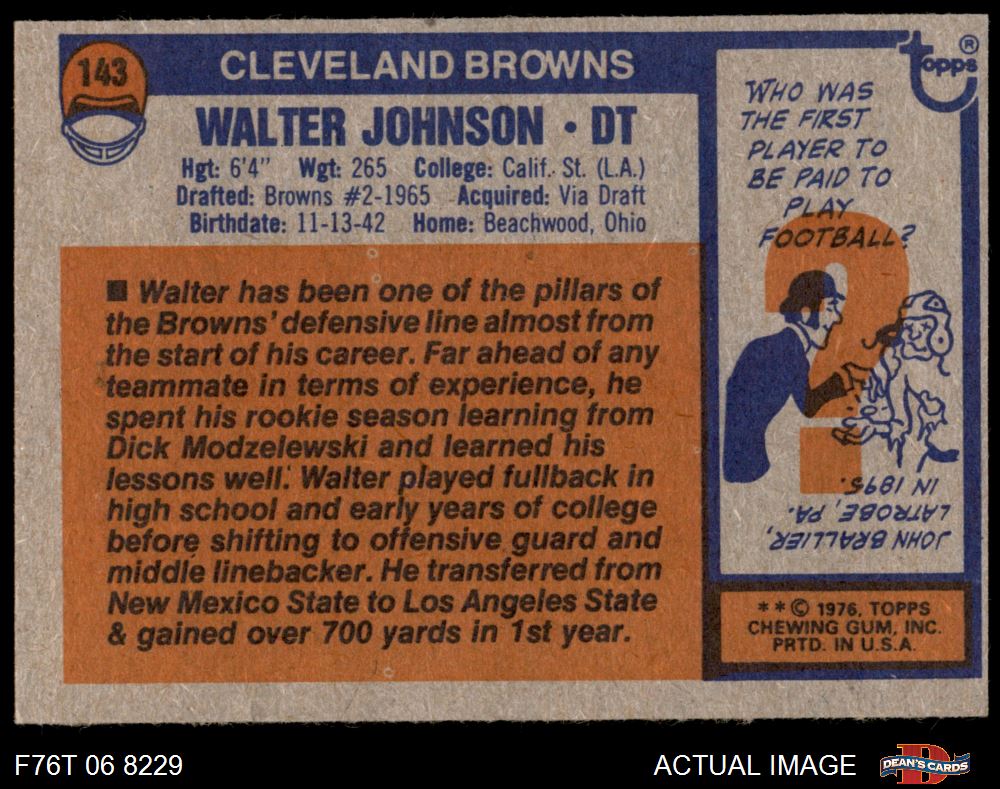 143
CLEVELAND BROWNS
WALTER JOHNSON • DT
Hgt: 6'4" Wgt: 265 College: Calif. St. (L.A.)
Drafted: Browns #2-1965 Acquired: Via Draft
Birthdate: 11-13-42 Home: Beachwood, Ohio
■ Walter has been one of the pillars of
the Browns' defensive line almost from
the start of his career. Far ahead of any
teammate in terms of experience, he
spent his rookie season learning from
Dick Modzelewski and learned his
lessons well. Walter played fullback in
high school and early years of college
before shifting to offensive guard and
middle linebacker. He transferred from
New Mexico State to Los Angeles State
& gained over 700 yards in 1st year.
topps®
WHO WAS
THE FIRST
PLAYER TO
BE PAID TO
PLAY
FOOTBALL?
?
JOHN BRALLIER,
LATROBE, PA.
IN 1895.
**© 1976, TOPPS
CHEWING GUM, INC.
PRTD. IN U.S.A.
F76T 06 8229
ACTUAL IMAGE
D
DEAN'S CARDS